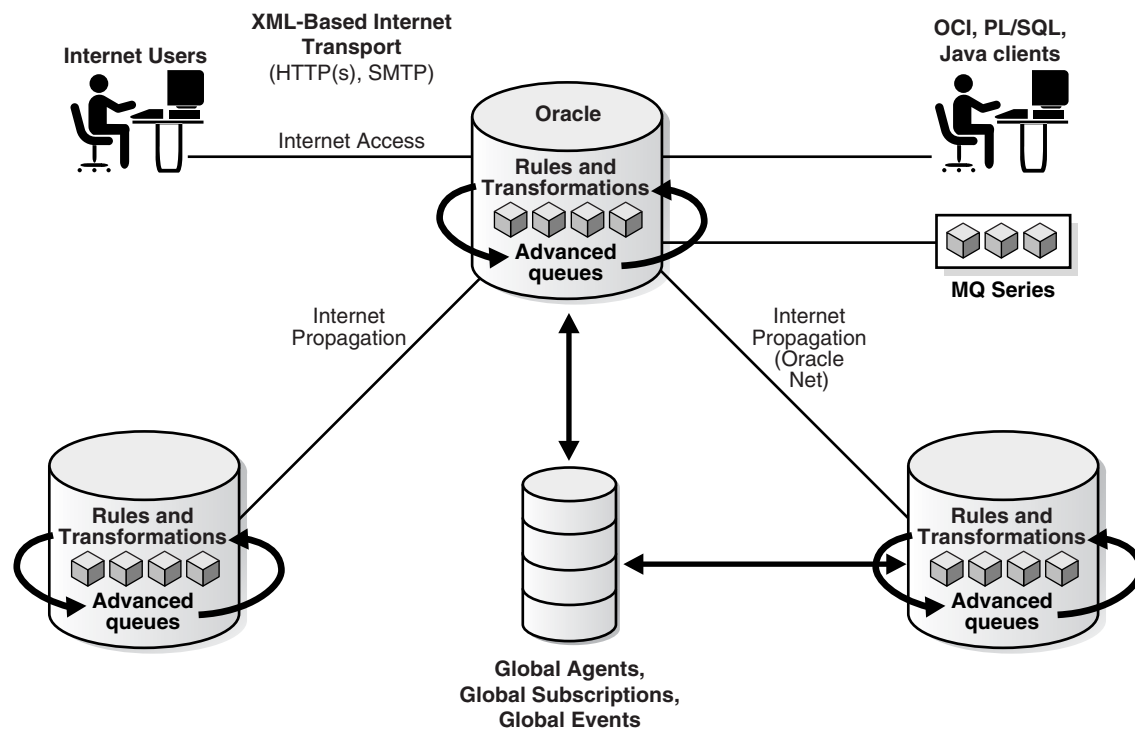 XML-Based Internet
Transport
(HTTP(s), SMTP)
Internet Users
OCI, PL/SQL,
Java clients
Oracle
Internet Access
Rules and
Transformations
Advanced
queues
MQ Series
Internet
Propagation
Internet
Propagation
(Oracle
Net)
Rules and
Transformations
Advanced
queues
Rules and
Transformations
Advanced
queues
Global Agents,
Global Subscriptions,
Global Events